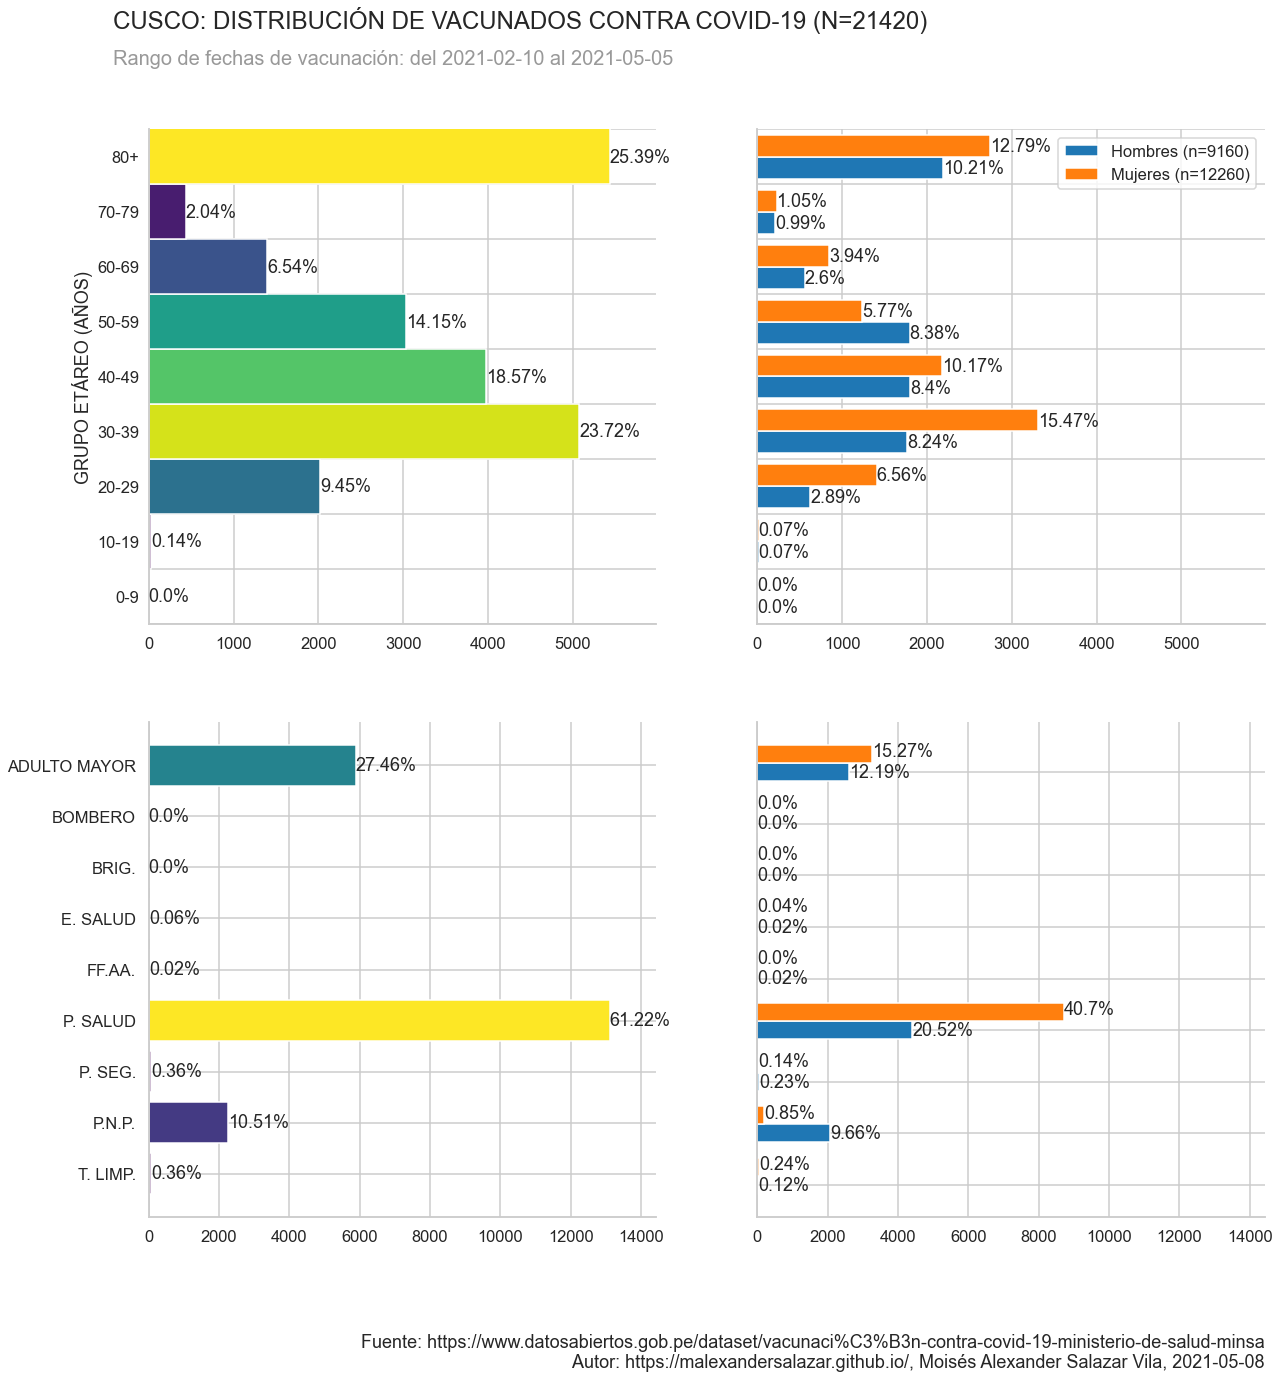 CUSCO: DISTRIBUCIÓN DE VACUNADOS CONTRA COVID-19 (N=21420)
Rango de fechas de vacunación: del 2021-02-10 al 2021-05-05
GRUPO ETÁREO (AÑOS)
80+ 25.39%
70-79 2.04%
60-69 6.54%
50-59 14.15%
40-49 18.57%
30-39 23.72%
20-29 9.45%
10-19 0.14%
0-9 0.0%
0 1000 2000 3000 4000 5000
Hombres (n=9160)
Mujeres (n=12260)
12.79%
10.21%
1.05%
0.99%
3.94%
2.6%
5.77%
8.38%
10.17%
8.4%
15.47%
8.24%
6.56%
2.89%
0.07%
0.07%
0.0%
0.0%
0 1000 2000 3000 4000 5000
ADULTO MAYOR 27.46%
BOMBERO 0.0%
BRIG. 0.0%
E. SALUD 0.06%
FF.AA. 0.02%
P. SALUD 61.22%
P. SEG. 0.36%
P.N.P. 10.51%
T. LIMP. 0.36%
0 2000 4000 6000 8000 10000 12000 14000
15.27%
12.19%
0.0%
0.0%
0.0%
0.0%
0.04%
0.02%
0.0%
0.02%
40.7%
20.52%
0.14%
0.23%
0.85%
9.66%
0.24%
0.12%
0 2000 4000 6000 8000 10000 12000 14000
Fuente: https://www.datosabiertos.gob.pe/dataset/vacunaci%C3%B3n-contra-covid-19-ministerio-de-salud-minsa
Autor: https://malexandersalazar.github.io/, Moisés Alexander Salazar Vila, 2021-05-08